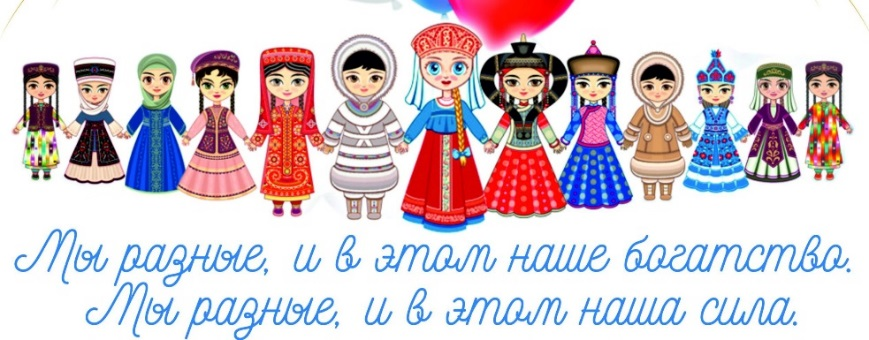 Мы разные, и в этом наше богатство.
Мы разные, и в этом наша сила.